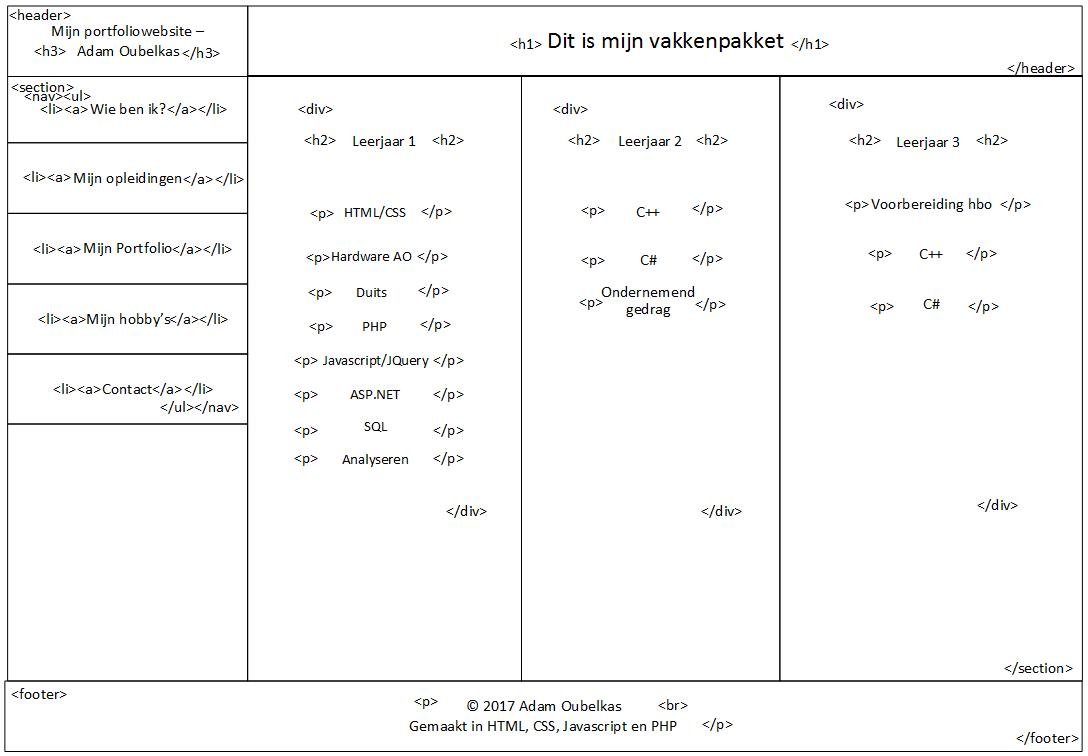 <header>
Mijn portfoliowebsite –
<h3> Adam Oubelkas </h3>
<h1> Dit is mijn vakkenpakket </h1>
</header>
<section>
<nav><ul>
<li><a> Wie ben ik?</a></li>
<li><a> Mijn opleidingen</a></li>
<li><a> Mijn Portfolio</a></li>
<li><a>Mijn hobby’s</a></li>
<li><a>Contact</a></li>
</ul></nav>
<div>
<h2> Leerjaar 1 <h2>
<p> HTML/CSS </p>
<p>Hardware AO </p>
<p> Duits </p>
<p> PHP </p>
<p> Javascript/JQuery </p>
<p> ASP.NET </p>
<p> SQL </p>
<p> Analyseren </p>
</div>
<div>
<h2> Leerjaar 2 <h2>
<p> C++ </p>
<p> C# </p>
<p> Ondernemend
gedrag </p>
</div>
<div>
<h2> Leerjaar 3 <h2>
<p>Voorbereiding hbo </p>
<p> C++ </p>
<p> C# </p>
</div>
</section>
<footer>
<p> © 2017 Adam Oubelkas <br>
Gemaakt in HTML, CSS, Javascript en PHP </p>
</footer>